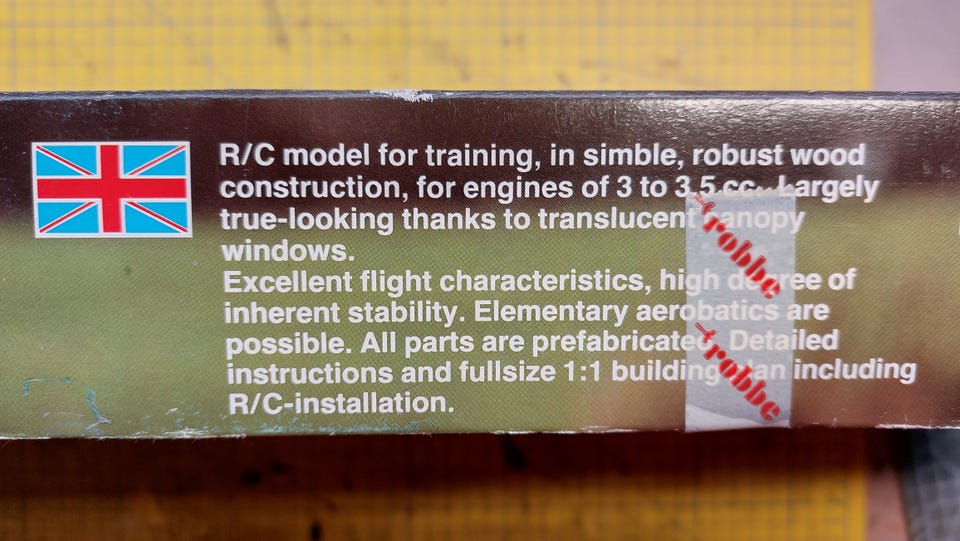 R/C model for training, in simble, robust wood
construction, for engines of 3 to 3.5 cc. Largely
true-looking thanks to translucent canopy
windows.
Excellent flight characteristics, high degree of
inherent stability. Elementary aerobatics are
possible. All parts are prefabricated. Detailed
instructions and fullsize 1:1 building plan including
R/C-installation.
robbe
robbe